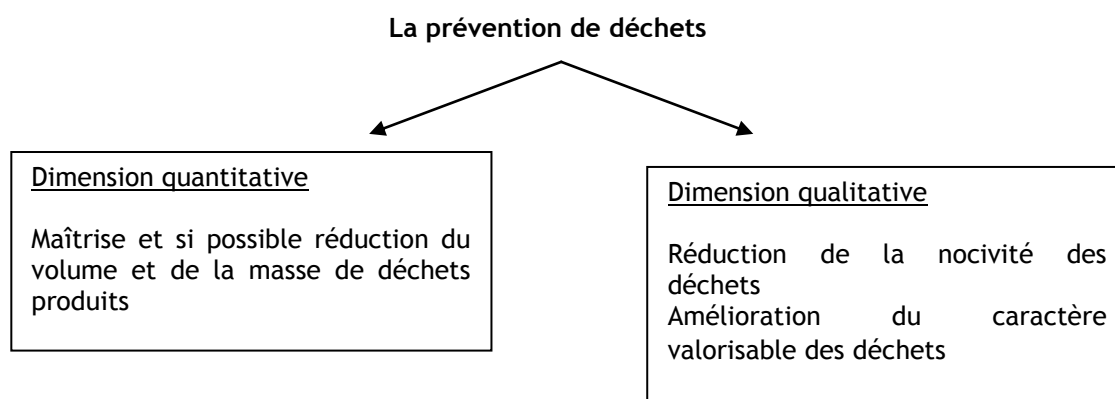 La prévention de déchets
Dimension quantitative
Maîtrise et si possible réduction du
volume et de la masse de déchets
produits
Dimension qualitative
Réduction de la nocivité des
déchets
Amélioration du caractère
valorisable des déchets